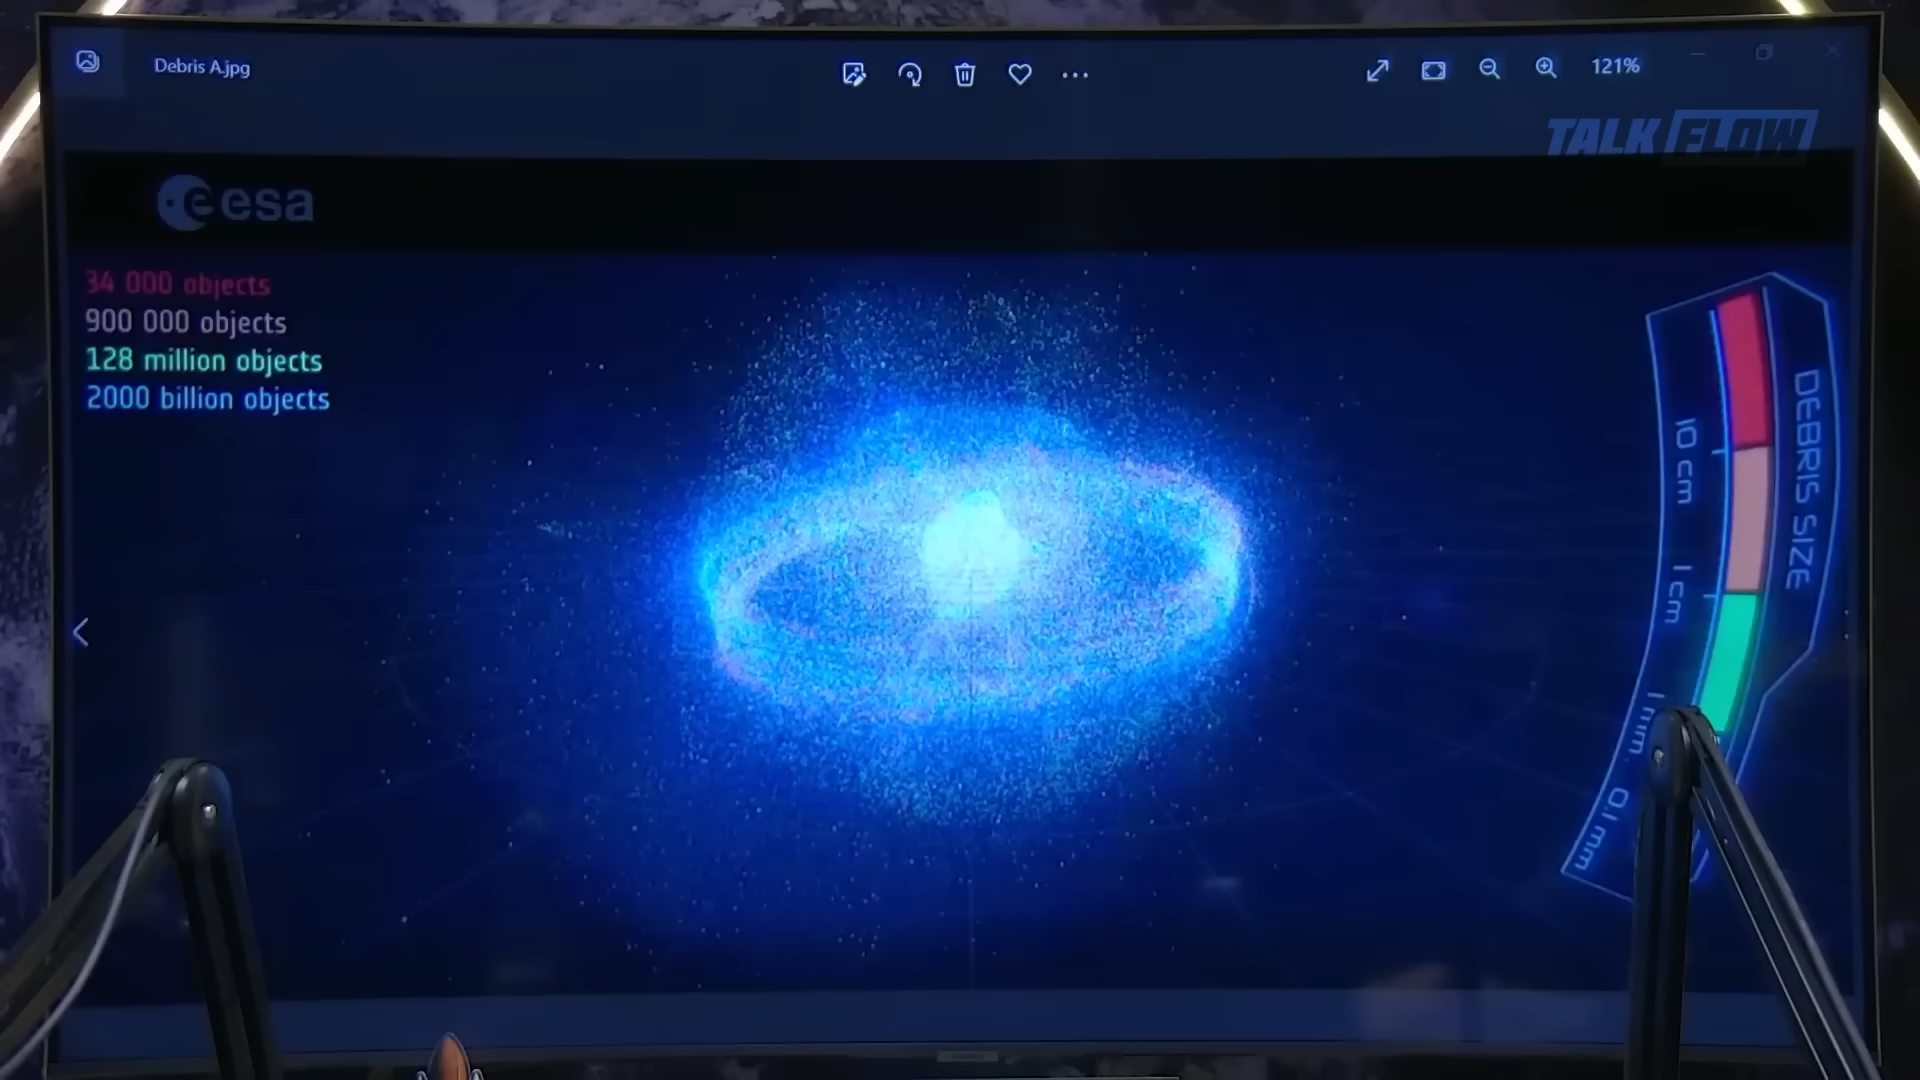 Debris A.jpg
121%
TALK FLOW
esa
34 000 objects
900 000 objects
128 million objects
2000 billion objects
DEBRIS SIZE
10 cm
1 cm
1 mm
0.1 mm